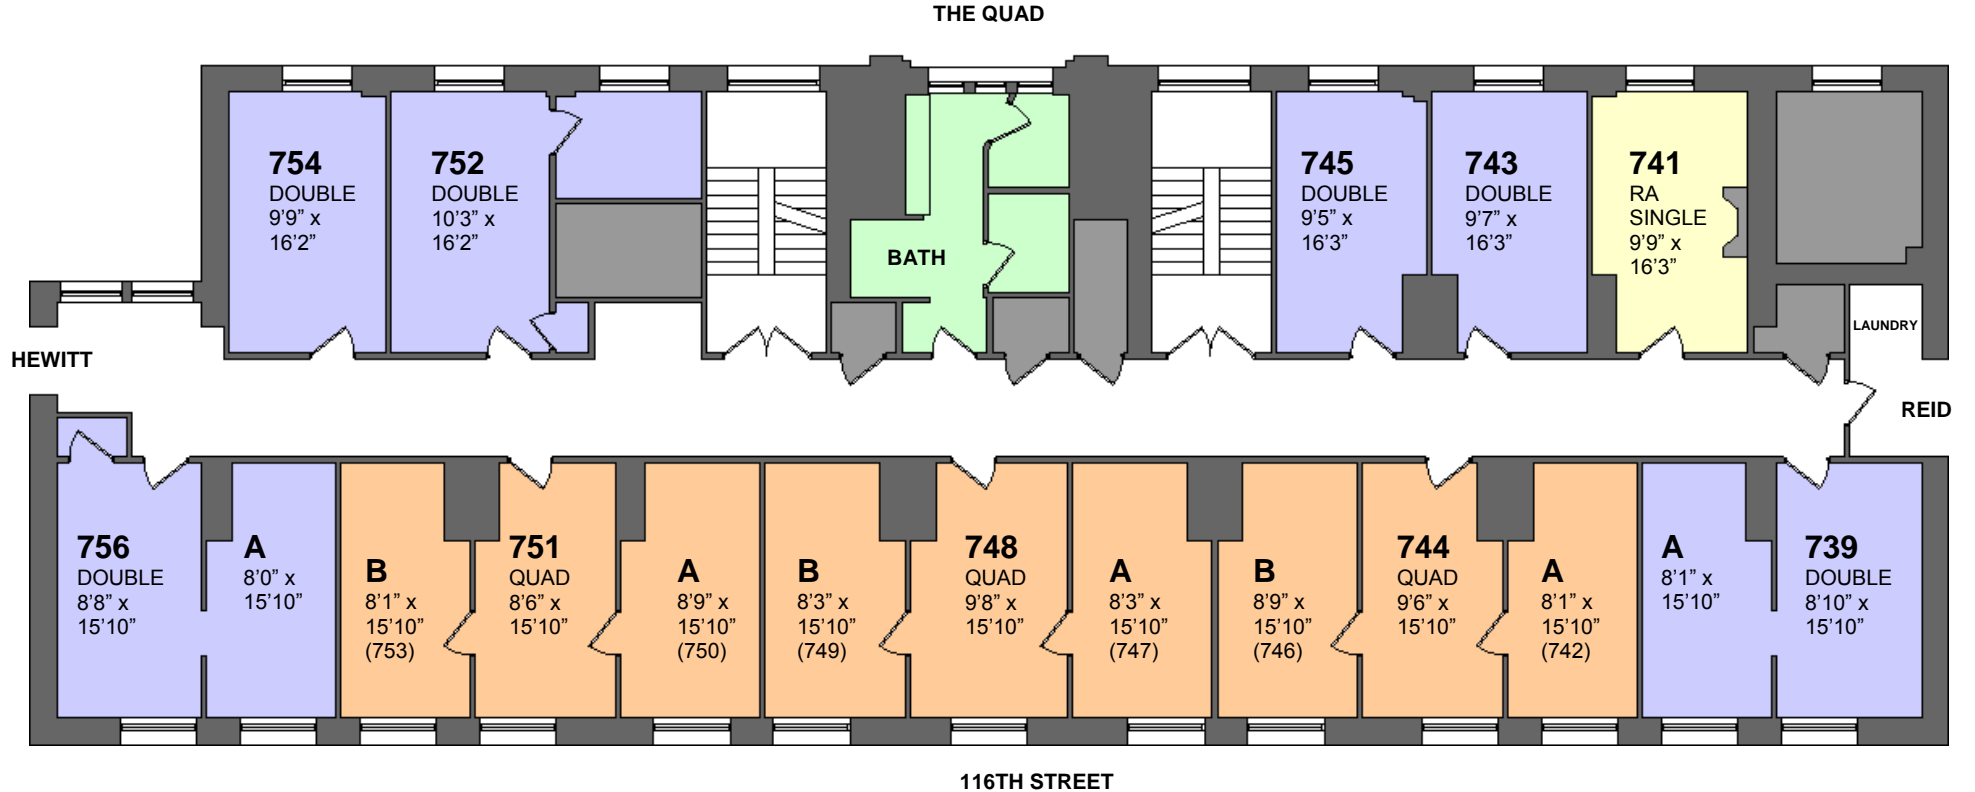 THE QUAD
754
DOUBLE
9’9” x
16’2”
752
DOUBLE
10’3” x
16’2”
BATH
745
DOUBLE
9’5” x
16’3”
743
DOUBLE
9’7” x
16’3”
741
RA
SINGLE
9’9” x
16’3”
LAUNDRY
HEWITT
REID
756
DOUBLE
8’8” x
15’10”
A
8’0” x
15’10”
B
8’1” x
15’10”
(753)
751
QUAD
8’6” x
15’10”
A
8’9” x
15’10”
(750)
B
8’3” x
15’10”
(749)
748
QUAD
9’8” x
15’10”
A
8’3” x
15’10”
(747)
B
8’9” x
15’10”
(746)
744
QUAD
9’6” x
15’10”
A
8’1” x
15’10”
(742)
A
8’1” x
15’10”
739
DOUBLE
8’10” x
15’10”
116TH STREET